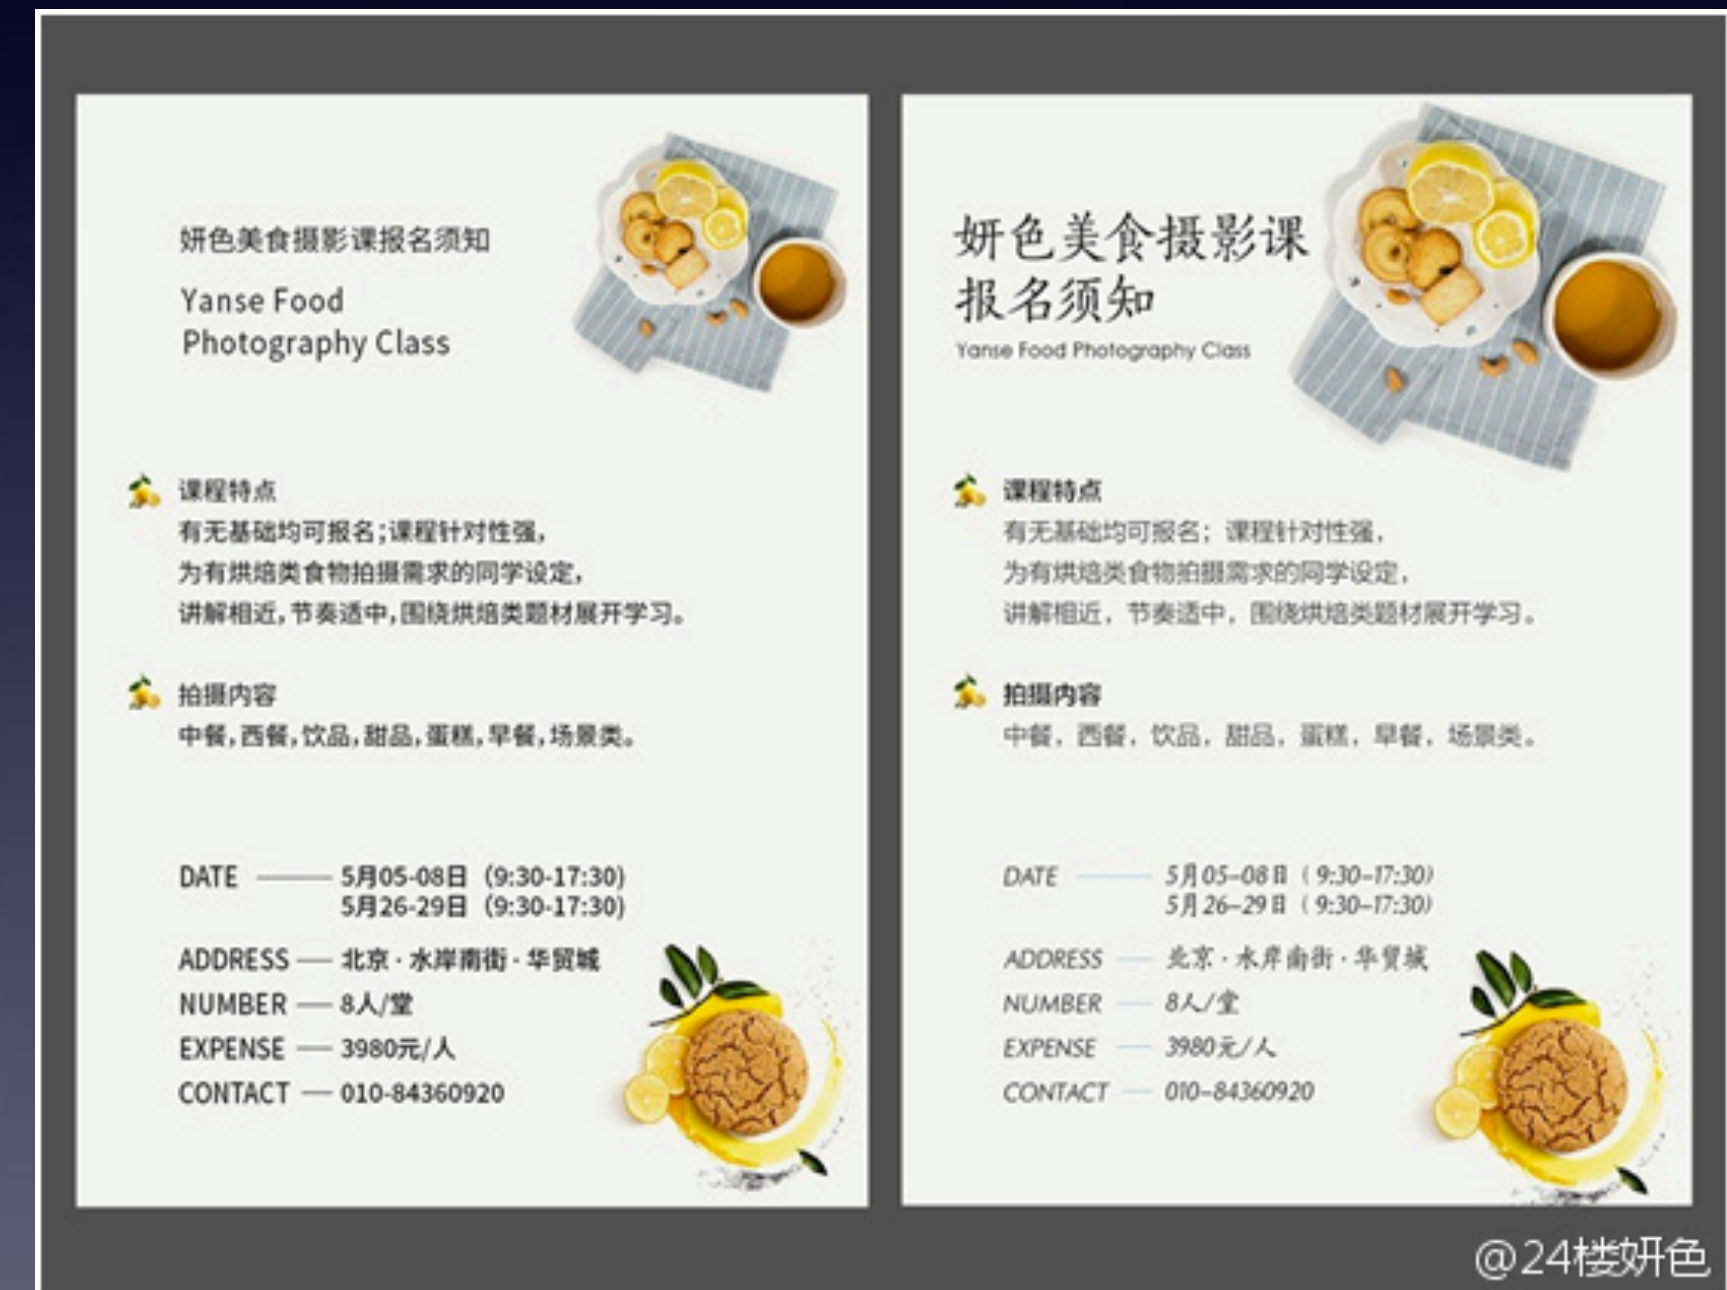 妍色美食摄影课报名须知
Yanse Food
Photography Class
课程特点
有无基础均可报名;课程针对性强,
为有烘焙类食物拍摄需求的同学设定,
讲解相近,节奏适中,围绕烘焙类题材展开学习。
拍摄内容
中餐,西餐,饮品,甜品,蛋糕,早餐,场景类。
DATE —— 5月05-08日 (9:30-17:30)
5月26-29日 (9:30-17:30)
ADDRESS — 北京·水岸南街·华贸城
NUMBER — 8人/堂
EXPENSE — 3980元/人
CONTACT — 010-84360920
妍色美食摄影课
报名须知
Yanse Food Photography Class
课程特点
有无基础均可报名；课程针对性强，
为有烘焙类食物拍摄需求的同学设定，
讲解相近，节奏适中，围绕烘焙类题材展开学习。
拍摄内容
中餐，西餐，饮品，甜品，蛋糕，早餐，场景类。
DATE —— 5月05-08日 (9:30-17:30)
5月26-29日 (9:30-17:30)
ADDRESS — 北京·水岸南街·华贸城
NUMBER — 8人/堂
EXPENSE — 3980元/人
CONTACT — 010-84360920
@24楼妍色